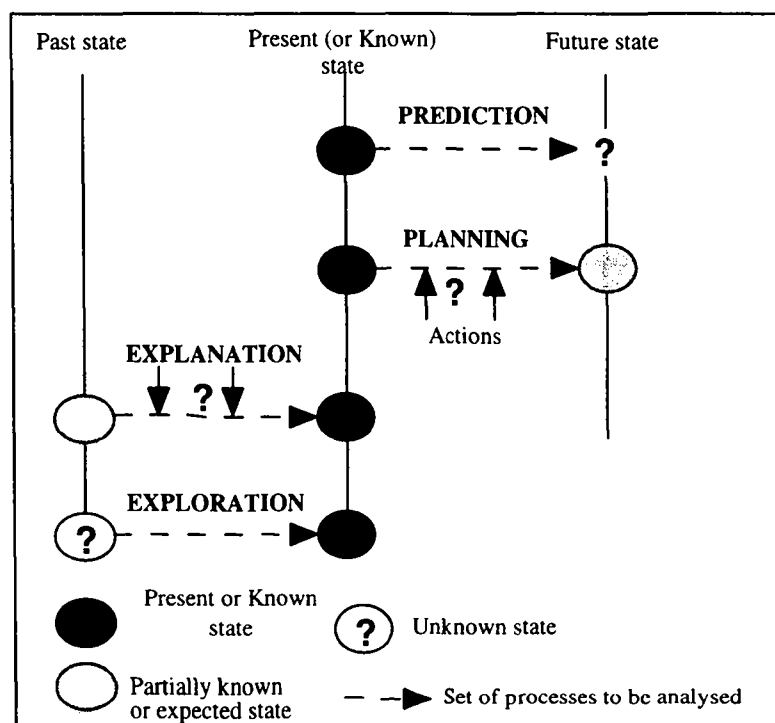 Past state
Present (or Known)
state
Future state
PREDICTION
?
PLANNING
?
Actions
EXPLANATION
?
EXPLORATION
?
Present or Known
state
?
Unknown state
Partially known
or expected state
Set of processes to be analysed